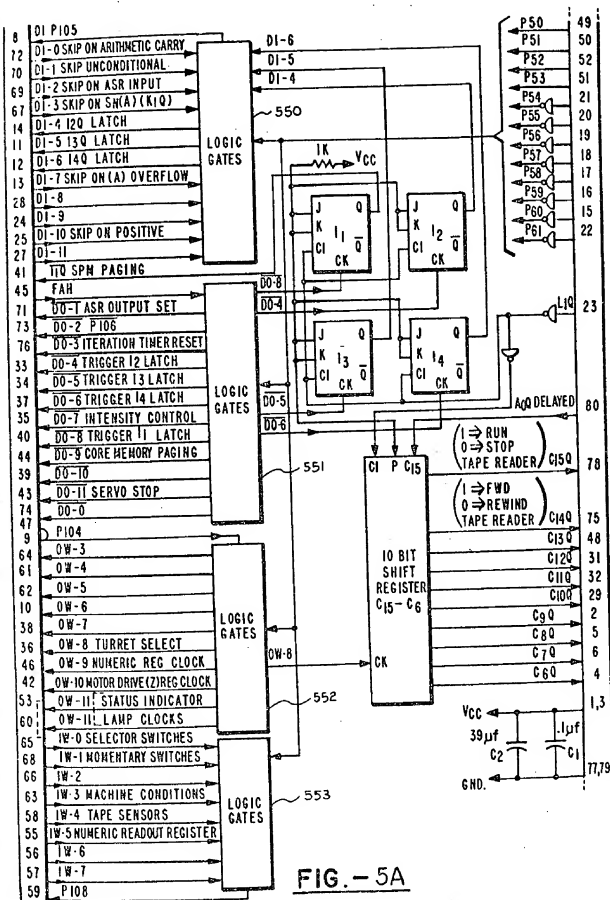 8 DI P105
72 DI-0 SKIP ON ARITHMETIC CARRY
70 DI-1 SKIP UNCONDITIONAL
69 DI-2 SKIP ON ASR INPUT
67 DI-3 SKIP ON SN(A)(K1Q)
14 DI-4 I2Q LATCH
11 DI-5 I3Q LATCH
12 DI-6 I4Q LATCH
13 DI-7 SKIP ON (A) OVERFLOW
28 DI-8
24 DI-9
25 DI-10 SKIP ON POSITIVE
27 DI-11
41 I1Q SPM PAGING
45 FAH
71 DO-1 ASR OUTPUT SET
73 DO-2 P106
76 DO-3 ITERATION TIMER RESET
33 DO-4 TRIGGER I2 LATCH
34 DO-5 TRIGGER I3 LATCH
37 DO-6 TRIGGER I4 LATCH
35 DO-7 INTENSITY CONTROL
40 DO-8 TRIGGER I1 LATCH
44 DO-9 CORE MEMORY PAGING
39 DO-10
43 DO-11 SERVO STOP
74 DO-0
47
9 P104
64 OW-3
61 OW-4
62 OW-5
10 OW-6
38 OW-7
36 OW-8 TURRET SELECT
46 OW-9 NUMERIC REG CLOCK
42 OW-10 MOTOR DRIVE (Z) REG CLOCK
53 OW-11 STATUS INDICATOR
60 OW-11 LAMP CLOCKS
65 IW-0 SELECTOR SWITCHES
68 IW-1 MOMENTARY SWITCHES
66 IW-2
63 IW-3 MACHINE CONDITIONS
58 IW-4 TAPE SENSORS
55 IW-5 NUMERIC READOUT REGISTER
56 IW-6
57 IW-7
59 P108
LOGIC GATES
550
LOGIC GATES
551
LOGIC GATES
552
LOGIC GATES
553
DI-6
DI-5
DI-4
1K
VCC
J Q
K I1 Q
CI
CK
J Q
K I2 Q
CI
CK
J Q
K I3 Q
CI
CK
J Q
K I4 Q
CI
CK
DO-8
DO-4
DO-5
DO-6
OW-8
CI P C15
10 BIT
SHIFT
REGISTER
C15-C6
CK
P50 49
P51 50
P52 52
P53 51
P54 21
P55 20
P56 19
P57 18
P58 17
P59 16
P60 15
P61 22
L1Q 23
A0Q DELAYED 80
(1⇒RUN
0⇒STOP
TAPE READER) C15Q 78
(1⇒FWD
0⇒REWIND
TAPE READER) C14Q 75
C13Q 48
C12Q 31
C11Q 32
C10Q 29
C9Q 2
C8Q 5
C7Q 6
C6Q 4
VCC 1,3
39µf C2
.1µf C1
GND. 77,79
FIG.-5A